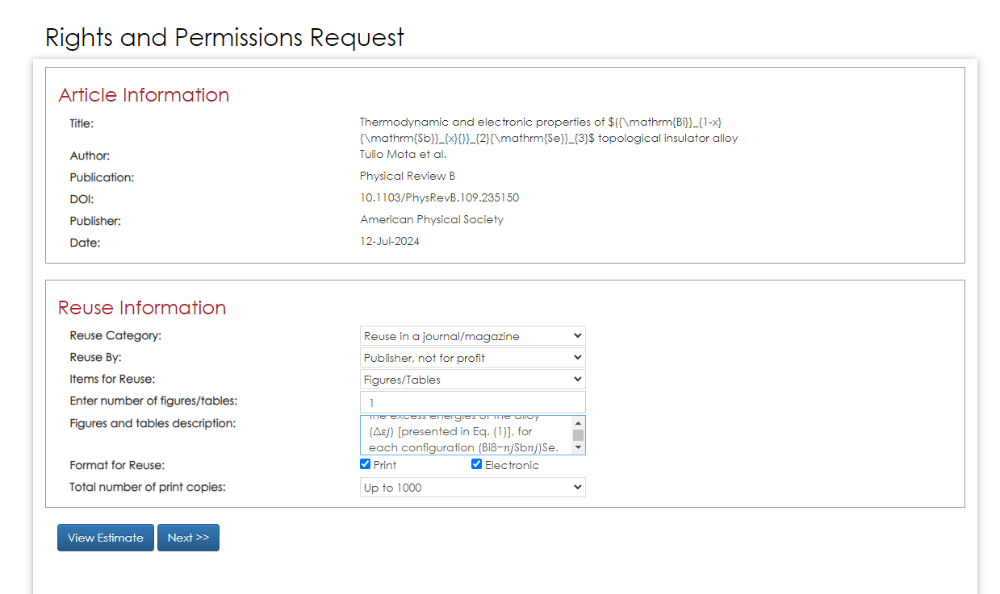 Rights and Permissions Request
Article Information
Title:
Thermodynamic and electronic properties of $({\mathrm{Bi}}_{1-x}
{\mathrm{Sb}}_{x}{)}_{2}{\mathrm{Se}}_{3}$ topological insulator alloy
Author:
Tulio Mota et al.
Publication:
Physical Review B
DOI:
10.1103/PhysRevB.109.235150
Publisher:
American Physical Society
Date:
12-Jul-2024
Reuse Information
Reuse Category:
Reuse in a journal/magazine
Reuse By:
Publisher, not for profit
Items for Reuse:
Figures/Tables
Enter number of figures/tables:
1
Figures and tables description:
the excess energies of the alloy
(Δεj) [presented in Eq. (1)], for
each configuration (Bi8−njSbnj)Se.
Format for Reuse:
Print
Electronic
Total number of print copies:
Up to 1000
View Estimate
Next >>